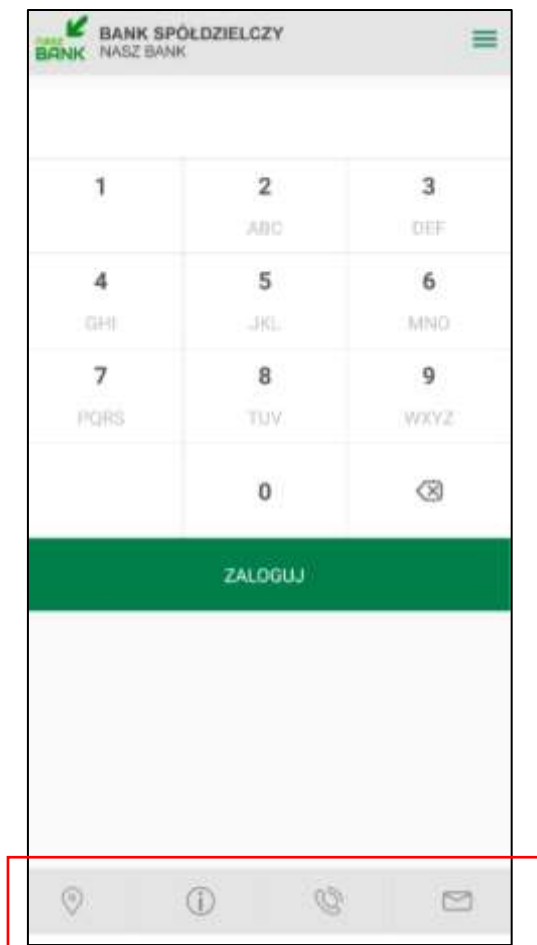 nasz BANK SPÓŁDZIELCZY
BANK NASZ BANK
1 2 3
ABC DEF
4 5 6
GHI JKL MNO
7 8 9
PQRS TUV WXYZ
0
ZALOGUJ